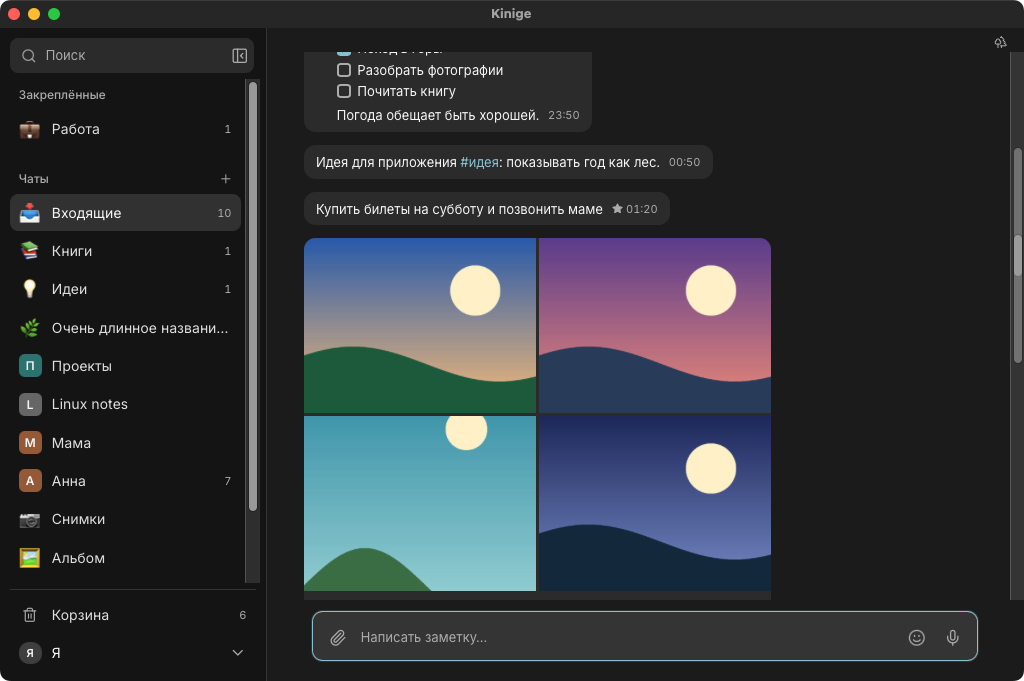 Kinige
Поиск
Закреплённые
Работа 1
Чаты
Входящие 10
Книги 1
Идеи 1
Очень длинное названи...
П Проекты
L Linux notes
М Мама
А Анна 7
Снимки
Альбом
Корзина 6
Я Я
Разобрать фотографии
Почитать книгу
Погода обещает быть хорошей. 23:50
Идея для приложения #идея: показывать год как лес. 00:50
Купить билеты на субботу и позвонить маме 01:20
Написать заметку...